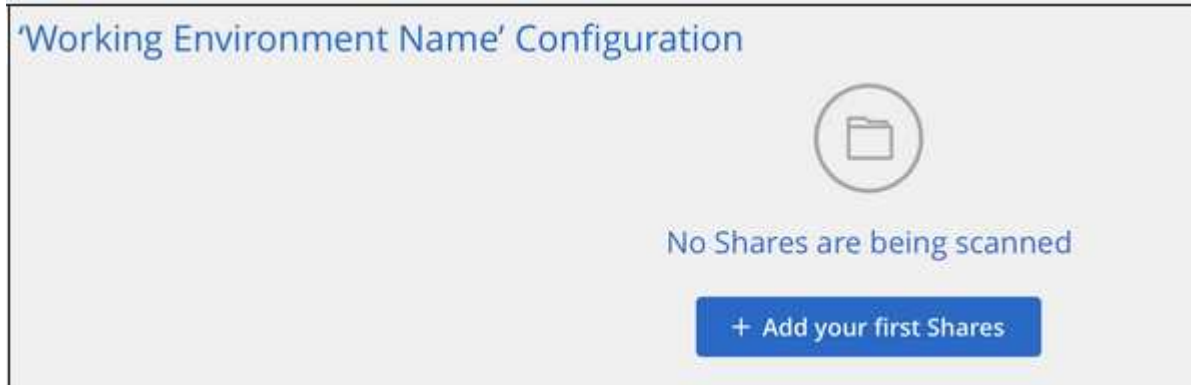 ‘Working Environment Name’ Configuration
No Shares are being scanned
+ Add your first Shares